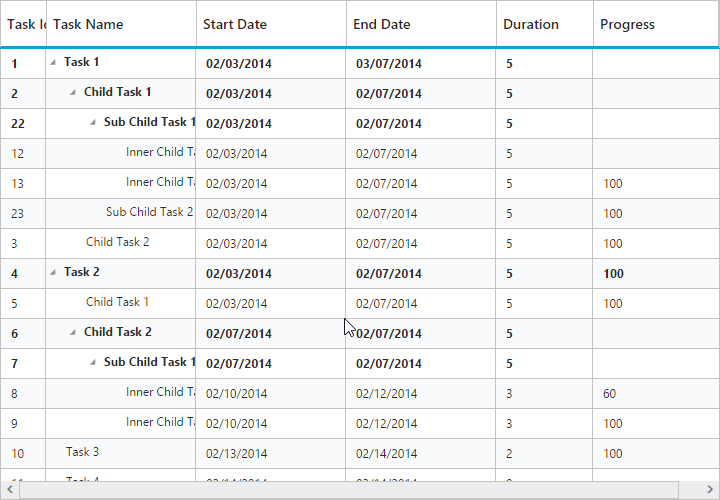 Task Id Task Name Start Date End Date Duration Progress
1 Task 1 02/03/2014 03/07/2014 5
2 Child Task 1 02/03/2014 02/07/2014 5
22 Sub Child Task 1 02/03/2014 02/07/2014 5
12 Inner Child Ta 02/03/2014 02/07/2014 5
13 Inner Child Ta 02/03/2014 02/07/2014 5 100
23 Sub Child Task 2 02/03/2014 02/07/2014 5 100
3 Child Task 2 02/03/2014 02/07/2014 5 100
4 Task 2 02/03/2014 02/07/2014 5 100
5 Child Task 1 02/03/2014 02/07/2014 5 100
6 Child Task 2 02/07/2014 02/07/2014 5
7 Sub Child Task 1 02/07/2014 02/07/2014 5
8 Inner Child Ta 02/10/2014 02/12/2014 3 60
9 Inner Child Ta 02/10/2014 02/12/2014 3 100
10 Task 3 02/13/2014 02/14/2014 2 100
11 Task 4 02/14/2014 02/14/2014